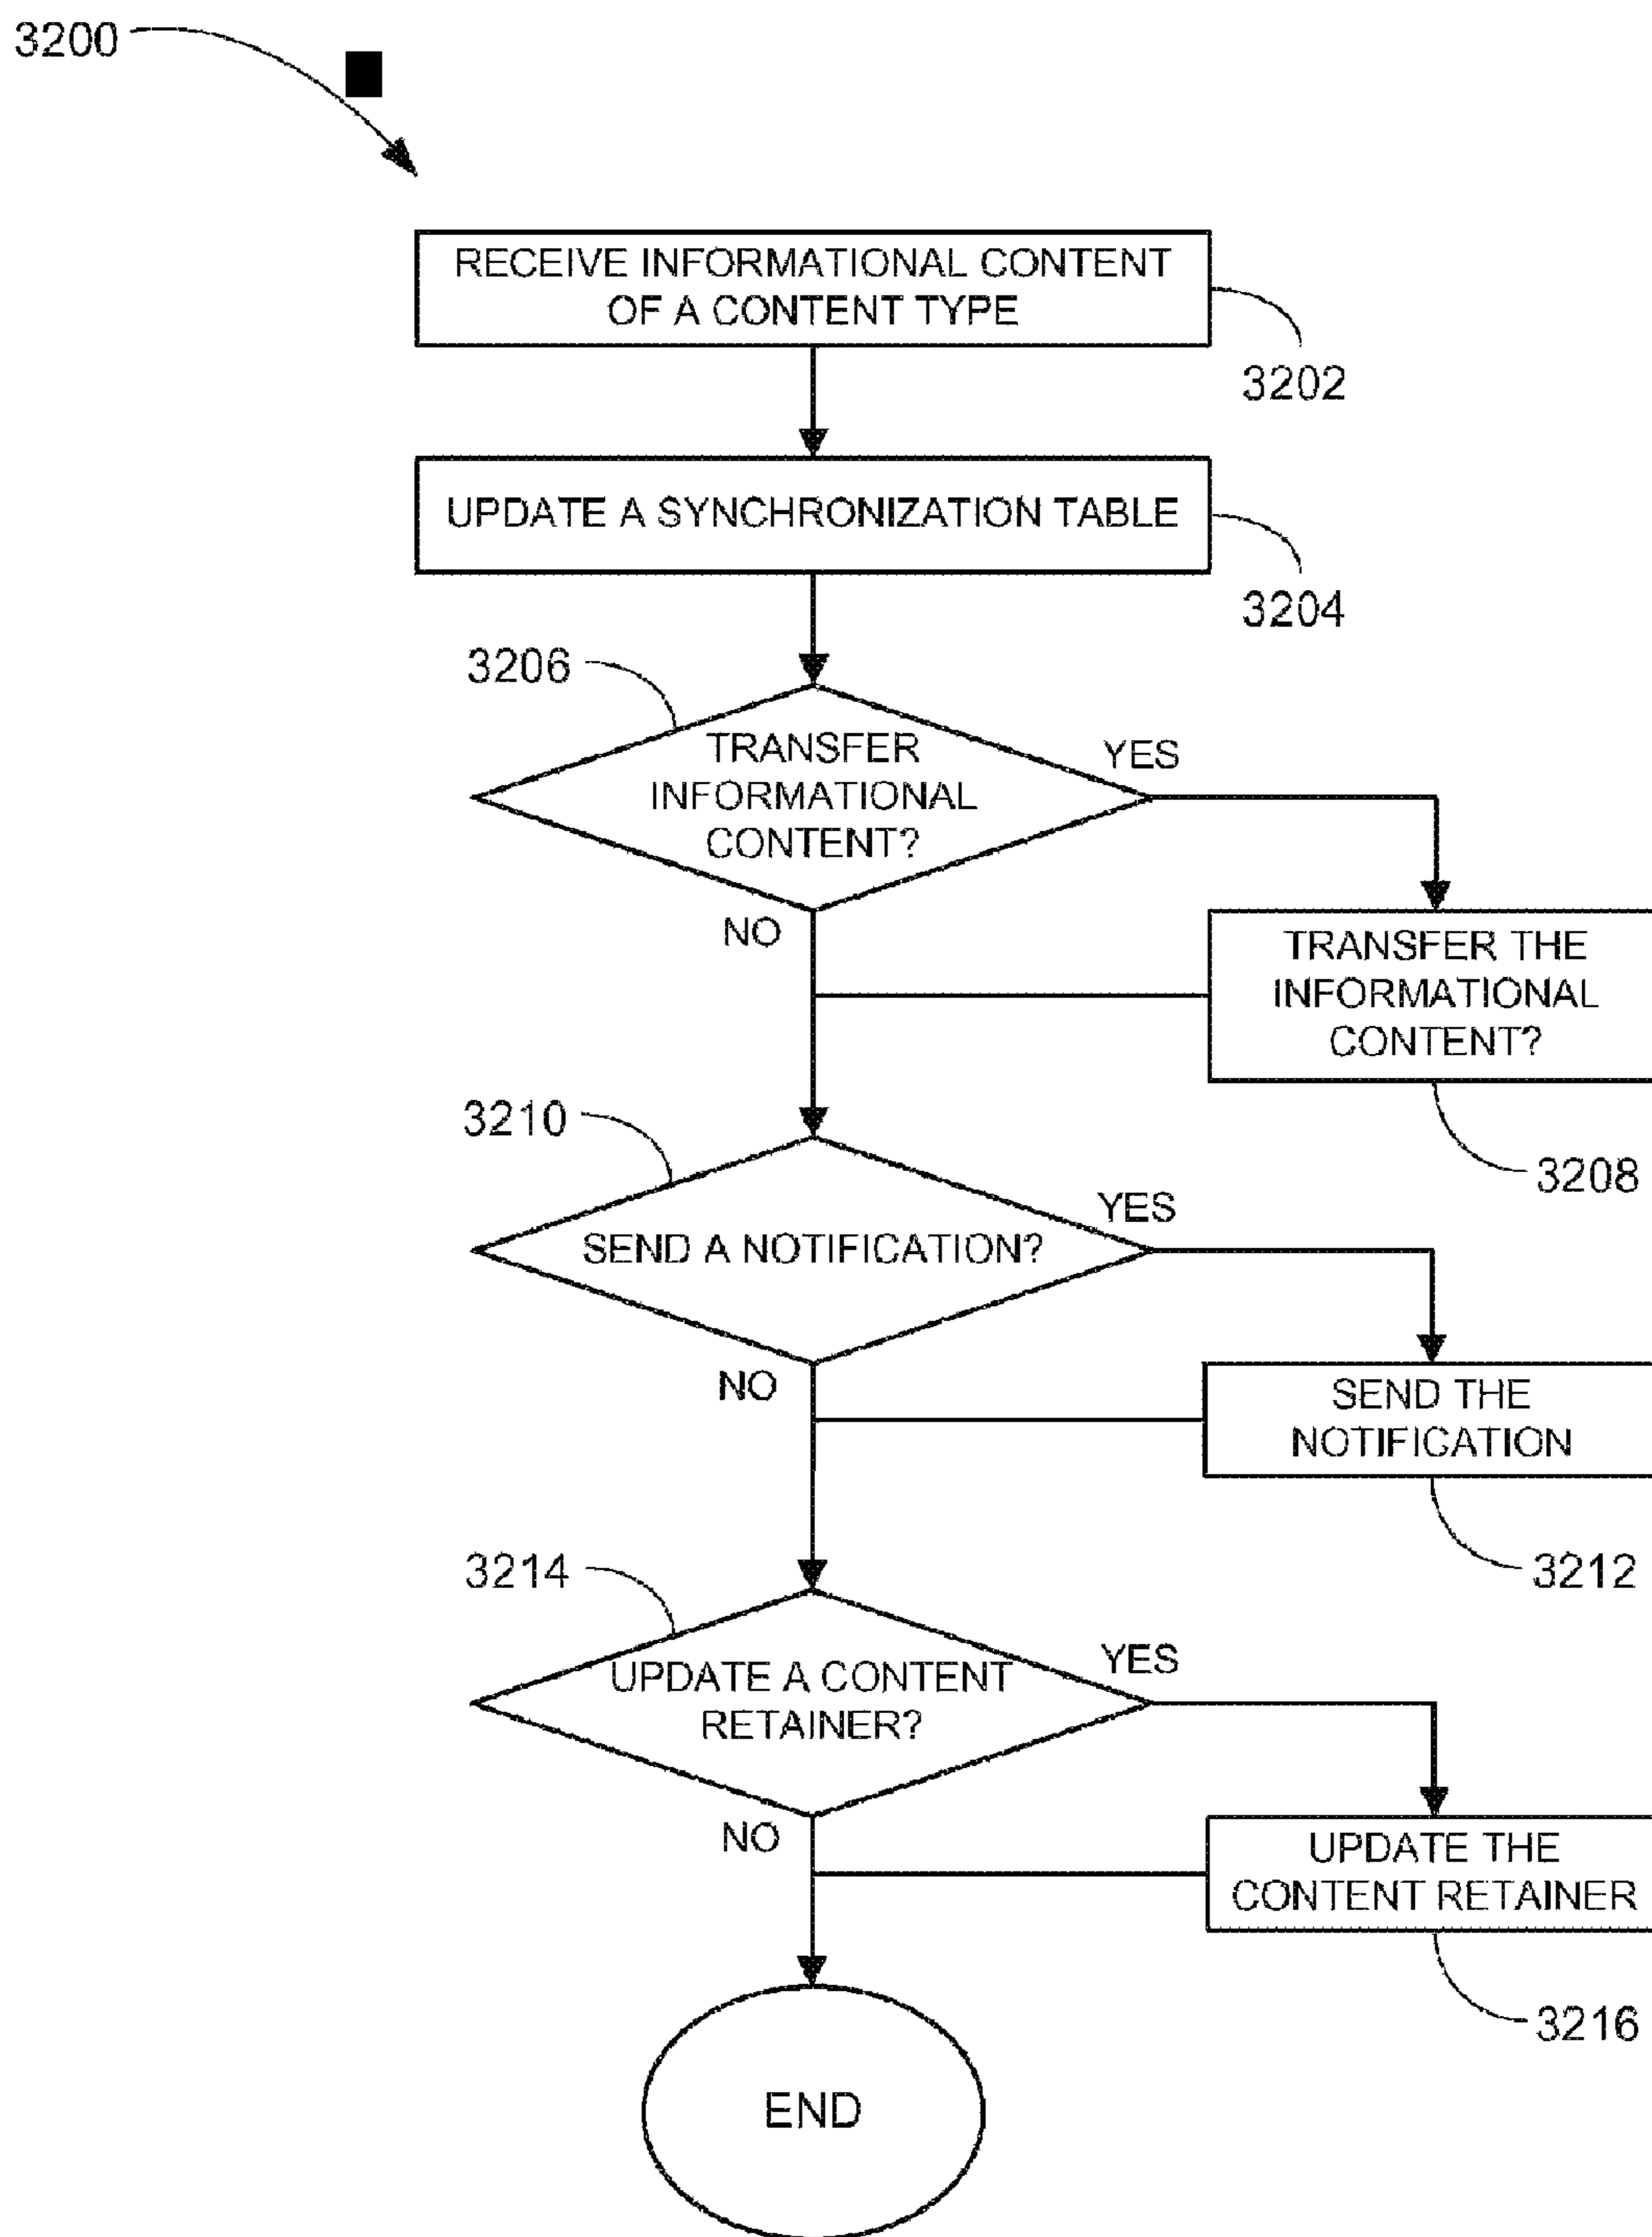 3200
RECEIVE INFORMATIONAL CONTENT
OF A CONTENT TYPE
3202
UPDATE A SYNCHRONIZATION TABLE
3204
3206
TRANSFER
INFORMATIONAL
CONTENT?
YES
NO
TRANSFER THE
INFORMATIONAL
CONTENT?
3208
3210
SEND A NOTIFICATION?
YES
NO
SEND THE
NOTIFICATION
3212
3214
UPDATE A CONTENT
RETAINER?
YES
NO
UPDATE THE
CONTENT RETAINER
3216
END